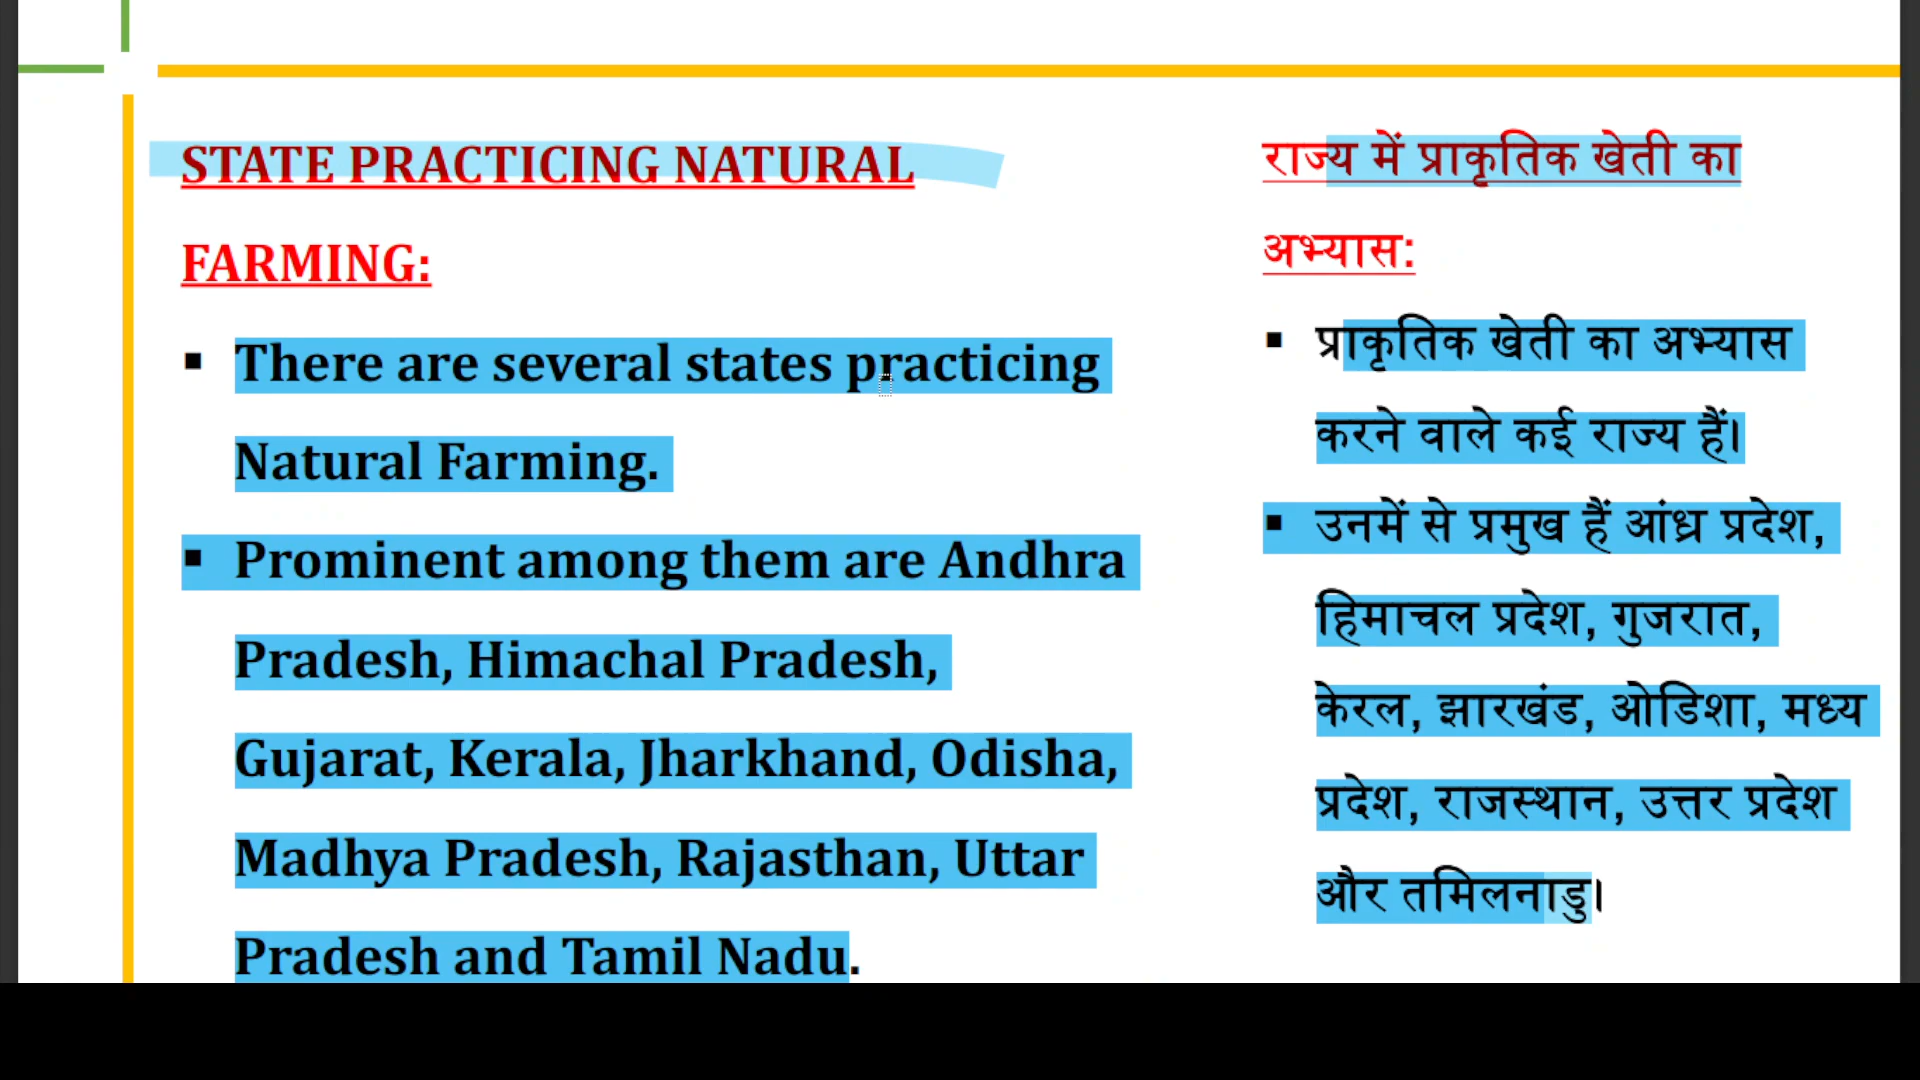 STATE PRACTICING NATURAL
FARMING:
▪ There are several states practicing
Natural Farming.
▪ Prominent among them are Andhra
Pradesh, Himachal Pradesh,
Gujarat, Kerala, Jharkhand, Odisha,
Madhya Pradesh, Rajasthan, Uttar
Pradesh and Tamil Nadu.
राज्य में प्राकृतिक खेती का
अभ्यास:
▪ प्राकृतिक खेती का अभ्यास
करने वाले कई राज्य हैं।
▪ उनमें से प्रमुख हैं आंध्र प्रदेश,
हिमाचल प्रदेश, गुजरात,
केरल, झारखंड, ओडिशा, मध्य
प्रदेश, राजस्थान, उत्तर प्रदेश
और तमिलनाडु।